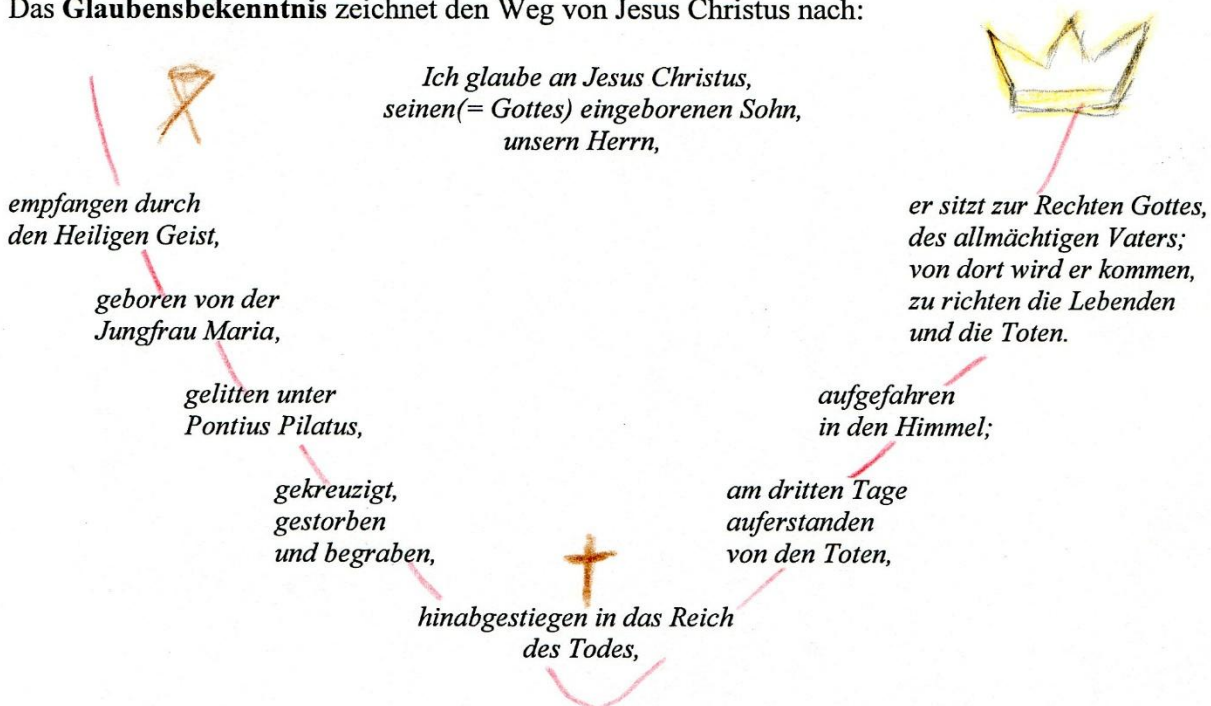 Das Glaubensbekenntnis zeichnet den Weg von Jesus Christus nach:
Ich glaube an Jesus Christus,
seinen(= Gottes) eingeborenen Sohn,
unsern Herrn,
empfangen durch
den Heiligen Geist,
geboren von der
Jungfrau Maria,
gelitten unter
Pontius Pilatus,
gekreuzigt,
gestorben
und begraben,
hinabgestiegen in das Reich
des Todes,
am dritten Tage
auferstanden
von den Toten,
aufgefahren
in den Himmel;
er sitzt zur Rechten Gottes,
des allmächtigen Vaters;
von dort wird er kommen,
zu richten die Lebenden
und die Toten.